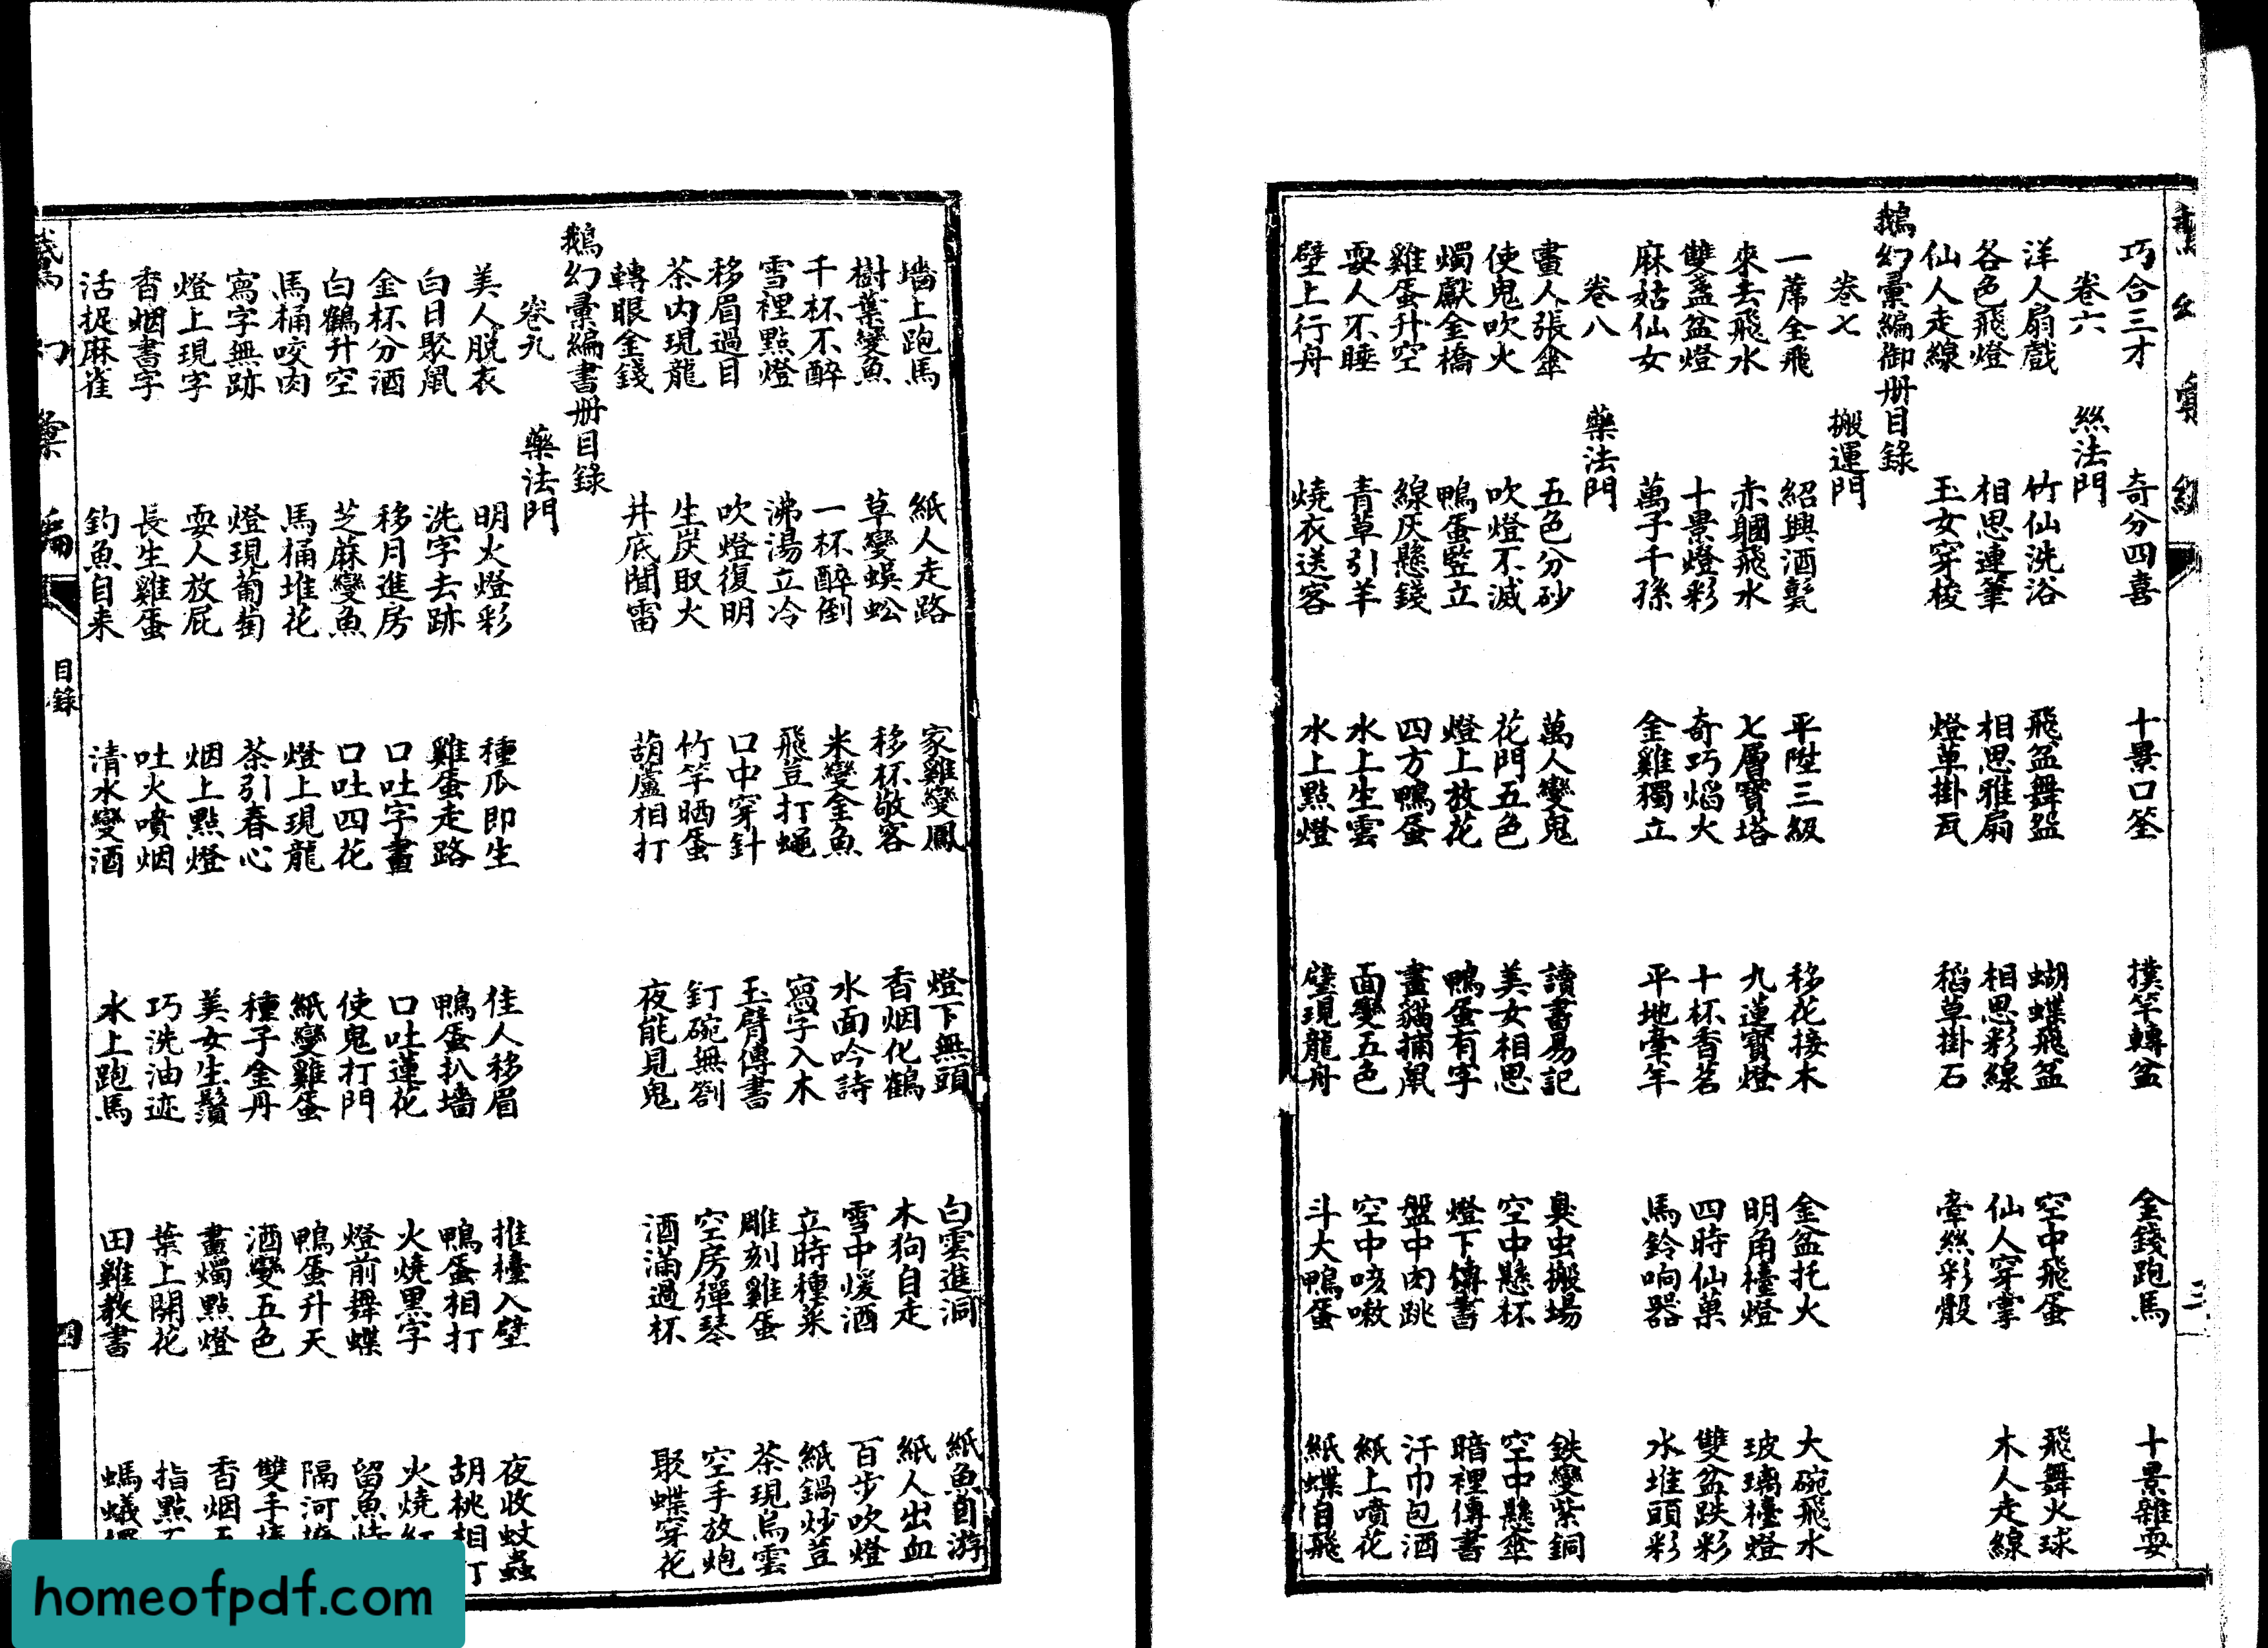 巧合三才 奇分四喜 十景口筌 撲竿轉盆 金錢跑馬 十景雜耍
卷六 絲法門
洋人扇戲 竹仙洗浴 飛盆舞盌 蝴蝶飛盆 空中飛蛋 飛舞火球
各色飛燈 相思連筆 相思雅扇 相思彩線 仙人穿掌 木人走線
仙人走線 玉女穿梭 燈草掛瓦 稻草掛石 牽絲彩骰
鵝幻彙編御册目錄
卷七 搬運門
一蓆全飛 紹興酒甏 平陞三級 移花接木 金盆托火 大碗飛水
來去飛水 赤膕飛水 七層寶塔 九蓮寶燈 明角檯燈 玻璃檯燈
雙盞盆燈 十景燈彩 奇巧焰火 十杯香茗 四時仙菓 雙盆跌彩
麻姑仙女 萬子千孫 金雞獨立 平地牽羊 馬鈴响器 水堆頭彩
卷八 藥法門
畫人張傘 五色分砂 萬人變鬼 讀書易記 臭虫搬場 鉄變紫銅
使鬼吹火 吹燈不滅 花門五色 美女相思 空中懸杯 空中懸傘
燭獻金橋 鴨蛋竪立 燈上放花 鴨蛋有字 燈下傳書 暗裡傳書
雞蛋升空 線灰懸錢 四方鴨蛋 畫貓捕鼠 盤中肉跳 汗巾包酒
耍人不睡 青草引羊 水上生雲 面變五色 空中咳嗽 紙上噴花
壁上行舟 燒衣送客 水上點燈 壁現龍舟 斗大鴨蛋 紙蝶自飛
三
墻上跑馬 紙人走路 家雞變鳳 燈下無頭 白雲進洞 紙魚自游
樹葉變魚 草變蜈蚣 移杯敬客 香烟化鶴 木狗自走 紙人出血
千杯不醉 一杯醉倒 米變金魚 水面吟詩 雪中煖酒 百步吹燈
雪裡點燈 沸湯立冷 飛豆打蠅 寫字入木 立時種菜 紙鍋炒豆
移眉過目 吹燈復明 口中穿針 玉臂傳書 雕刻雞蛋 茶現烏雲
茶內現龍 生炭取火 竹竿晒蛋 釘碗無劄 空房彈琴 空手放炮
轉眼金錢 井底聞雷 葫蘆相打 夜能見鬼 酒滿過杯 聚蝶穿花
鵝幻彙編書册目錄
卷九 藥法門
美人脫衣 明火燈彩 種瓜即生 佳人移眉 推檯入壁 夜收蚊蟲
白日聚鼠 洗字去跡 雞蛋走路 鴨蛋扒墻 鴨蛋相打 胡桃相打
金杯分酒 移月進房 口吐字畫 口吐蓮花 火燒黑字 火燒紅
白鶴升空 芝蔴變魚 口吐四花 使鬼打門 燈前舞蝶 留魚
馬桶咬肉 馬桶堆花 燈上現龍 紙變雞蛋 鴨蛋升天 隔河
寫字無跡 燈現葡萄 茶引春心 種子金丹 酒變五色 雙手
燈上現字 耍人放屁 烟上點燈 美女生鬚 畫燭點燈 香烟
香烟書字 長生雞蛋 吐火噴烟 巧洗油迹 葉上開花 指點
活捉麻雀 釣魚自来 清水變酒 水上跑馬 田雞教書 螞蟻
鵝幻彙編 目錄 四
homeofpdf.com